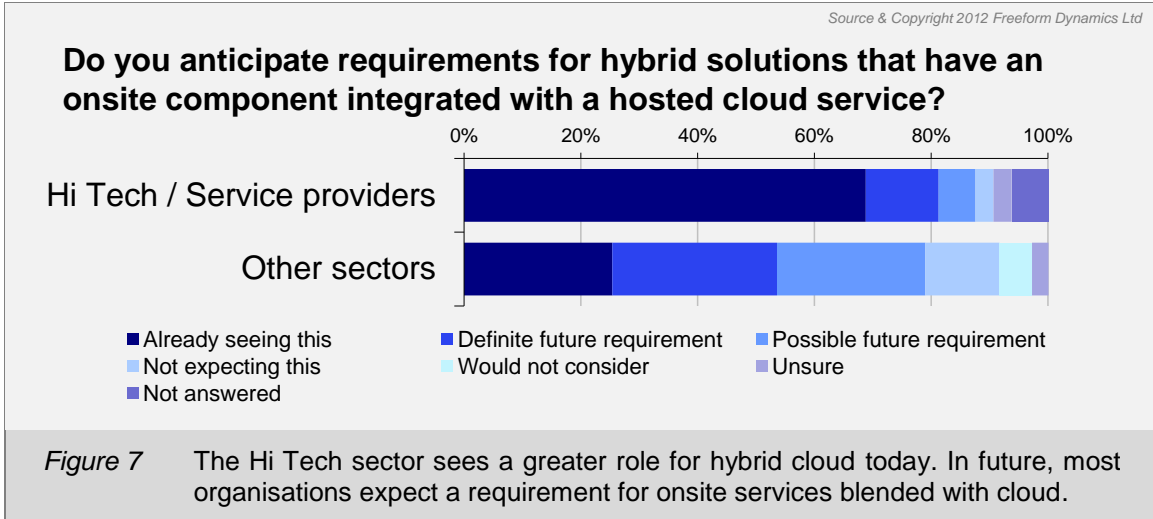 Source & Copyright 2012 Freeform Dynamics Ltd
Do you anticipate requirements for hybrid solutions that have an
onsite component integrated with a hosted cloud service?
0% 20% 40% 60% 80% 100%
Hi Tech / Service providers
Other sectors
Already seeing this Definite future requirement Possible future requirement
Not expecting this Would not consider Unsure
Not answered
Figure 7 The Hi Tech sector sees a greater role for hybrid cloud today. In future, most
organisations expect a requirement for onsite services blended with cloud.